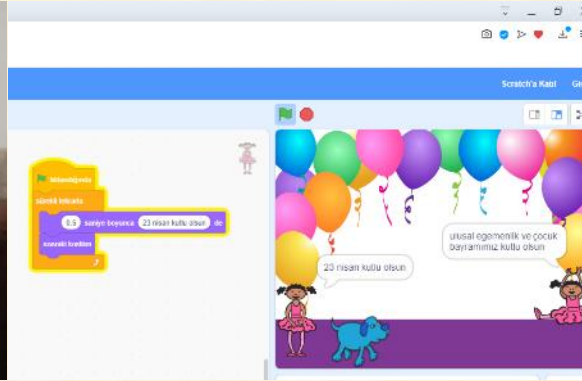 Scratch'a Katıl
tıklandığında
sürekli tekrarla
0.5 saniye boyunca 23 nisan kutlu olsun de
sonraki kostüm
23 nisan kutlu olsun
ulusal egemenlik ve çocuk
bayramımız kutlu olsun